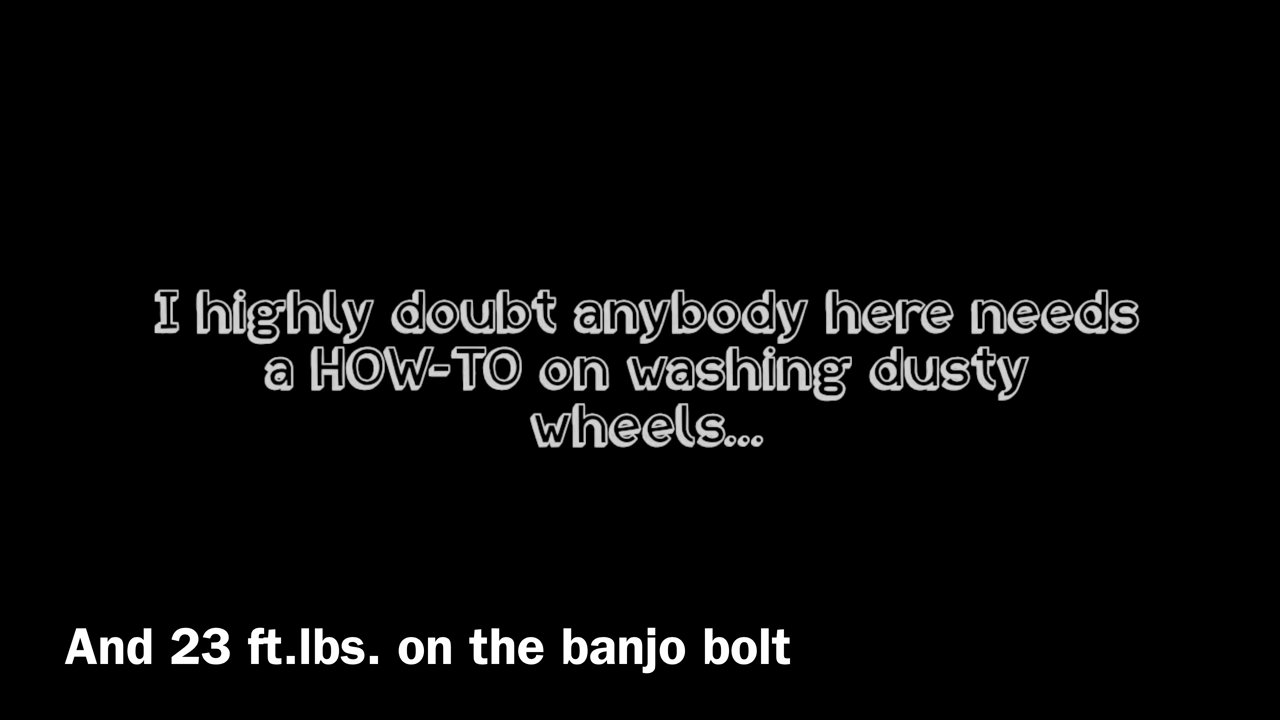 I highly doubt anybody here needs
a HOW-TO on washing dusty
wheels...
And 23 ft.lbs. on the banjo bolt